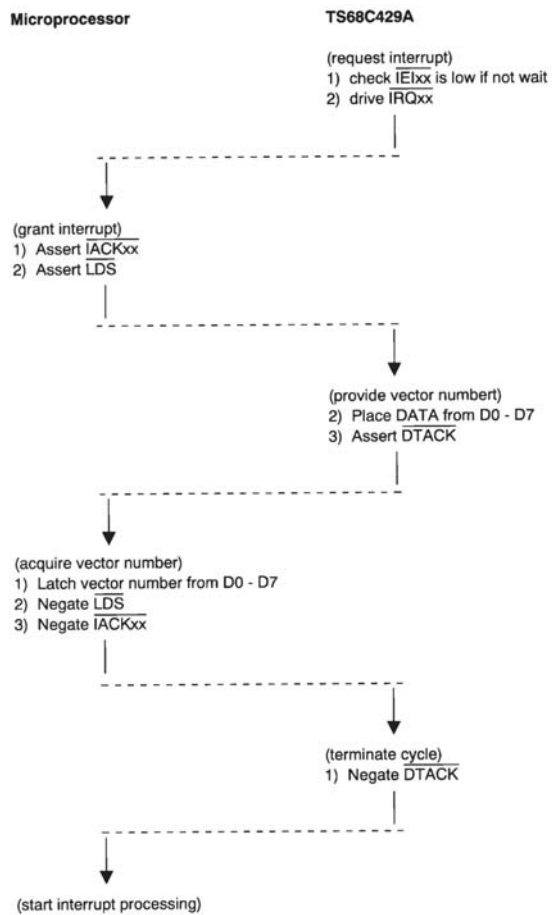 Microprocessor
TS68C429A
(request interrupt)
1) check IEIxx is low if not wait
2) drive IRQxx
(grant interrupt)
1) Assert IACKxx
2) Assert LDS
(provide vector numbert)
2) Place DATA from D0 - D7
3) Assert DTACK
(acquire vector number)
1) Latch vector number from D0 - D7
2) Negate LDS
3) Negate IACKxx
(terminate cycle)
1) Negate DTACK
(start interrupt processing)